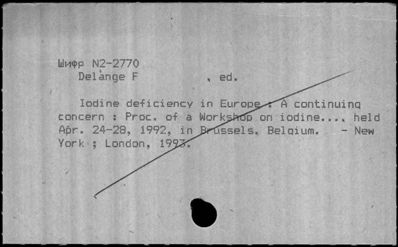 Шифр N2-2770
Delange F , ed.
Iodine deficiency in Europe : A continuing
concern : Proc. of a Workshop on iodine..., held
Apr. 24-28, 1992, in Brussels, Belgium. - New
York ; London, 1993.